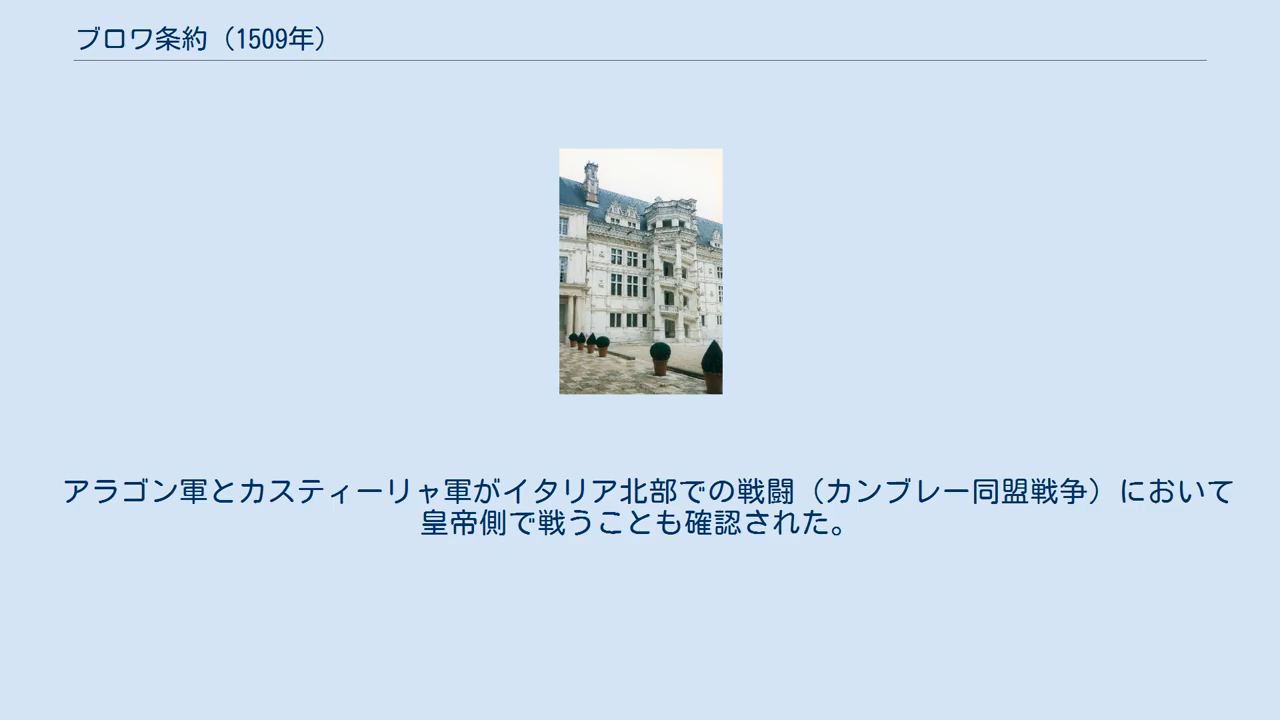 ブロワ条約（1509年）
アラゴン軍とカスティーリャ軍がイタリア北部での戦闘（カンブレー同盟戦争）において
皇帝側で戦うことも確認された。